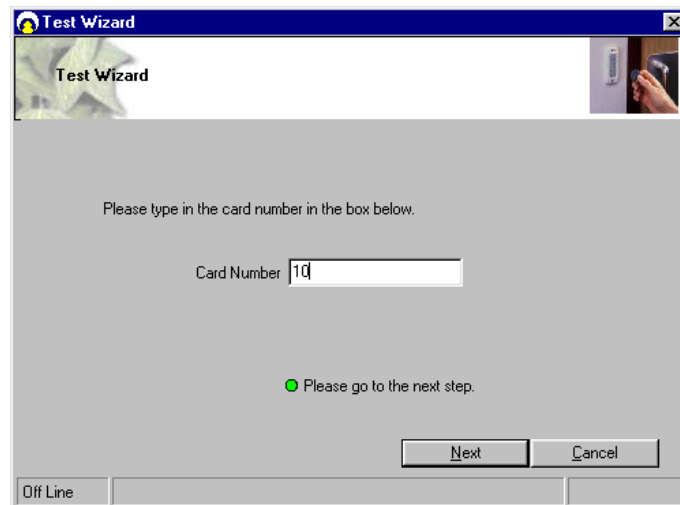 Test Wizard
Test Wizard
Please type in the card number in the box below.
Card Number 10
Please go to the next step.
Next Cancel
Off Line